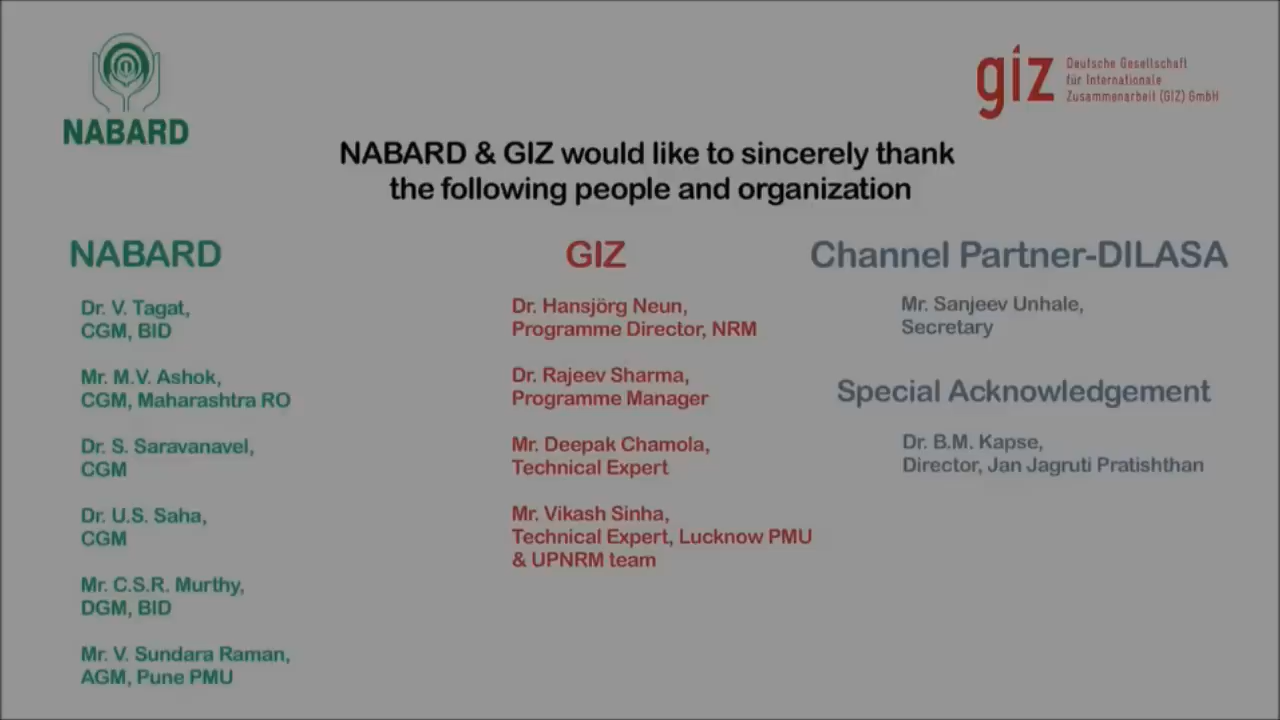 NABARD
giz
Deutsche Gesellschaft
für Internationale
Zusammenarbeit (GIZ) GmbH
NABARD & GIZ would like to sincerely thank
the following people and organization
NABARD
Dr. V. Tagat,
CGM, BID
Mr. M.V. Ashok,
CGM, Maharashtra RO
Dr. S. Saravanavel,
CGM
Dr. U.S. Saha,
CGM
Mr. C.S.R. Murthy,
DGM, BID
Mr. V. Sundara Raman,
AGM, Pune PMU
GIZ
Dr. Hansjörg Neun,
Programme Director, NRM
Dr. Rajeev Sharma,
Programme Manager
Mr. Deepak Chamola,
Technical Expert
Mr. Vikash Sinha,
Technical Expert, Lucknow PMU
& UPNRM team
Channel Partner-DILASA
Mr. Sanjeev Unhale,
Secretary
Special Acknowledgement
Dr. B.M. Kapse,
Director, Jan Jagruti Pratishthan